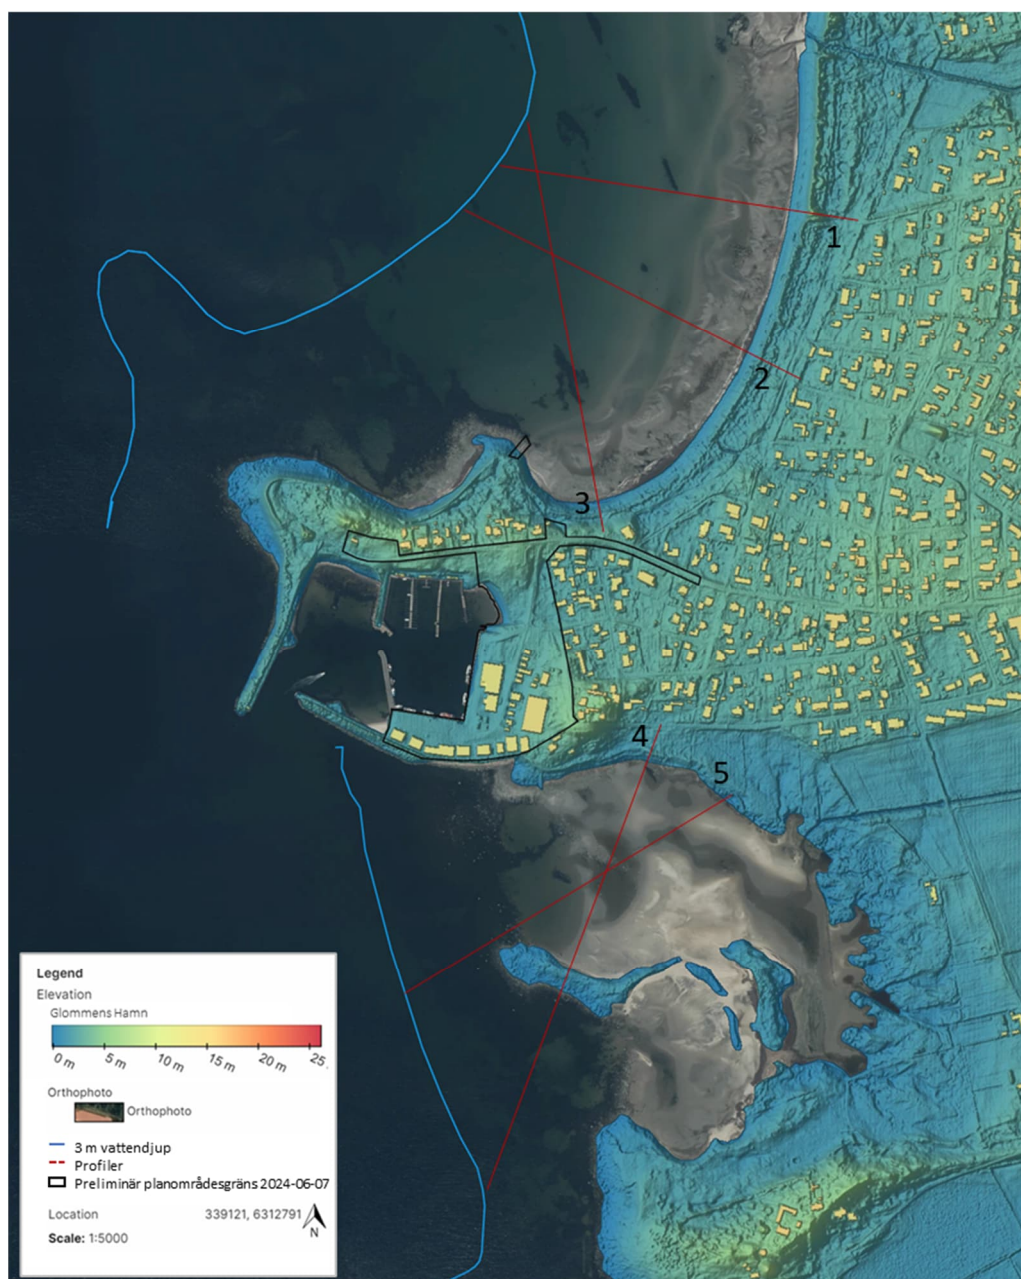 1
2
3
4
5
Legend
Elevation
Glommens Hamn
0 m 5 m 10 m 15 m 20 m 25
Orthophoto
Orthophoto
3 m vattendjup
Profiler
Preliminär planområdesgräns 2024-06-07
Location 339121, 6312791
N
Scale: 1:5000